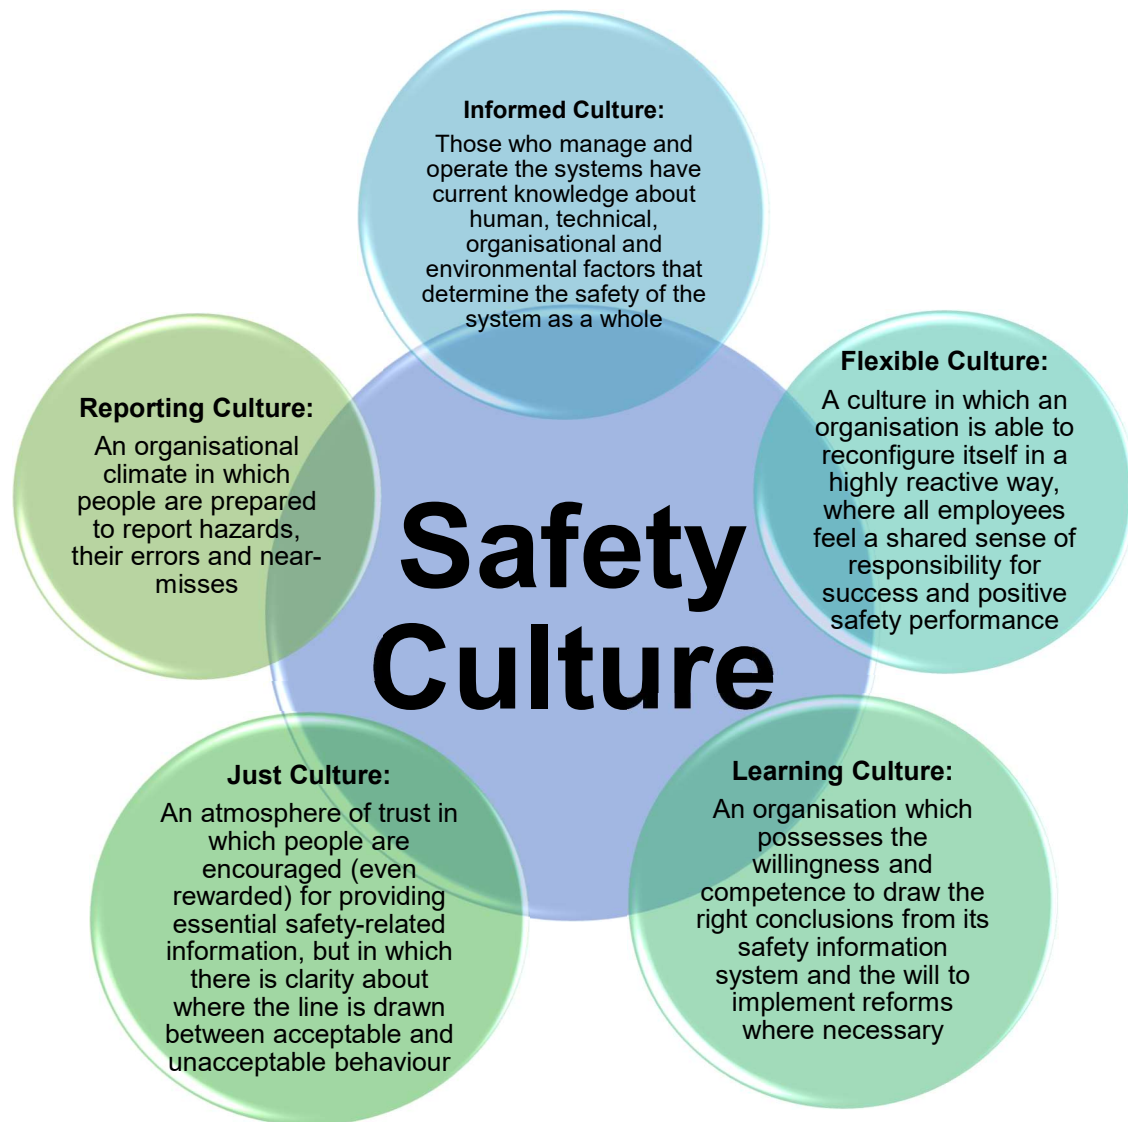 Informed Culture:
Those who manage and
operate the systems have
current knowledge about
human, technical,
organisational and
environmental factors that
determine the safety of the
system as a whole
Flexible Culture:
A culture in which an
organisation is able to
reconfigure itself in a
highly reactive way,
where all employees
feel a shared sense of
responsibility for
success and positive
safety performance
Reporting Culture:
An organisational
climate in which
people are prepared
to report hazards,
their errors and near-
misses
Safety
Culture
Just Culture:
An atmosphere of trust in
which people are
encouraged (even
rewarded) for providing
essential safety-related
information, but in which
there is clarity about
where the line is drawn
between acceptable and
unacceptable behaviour
Learning Culture:
An organisation which
possesses the
willingness and
competence to draw the
right conclusions from its
safety information
system and the will to
implement reforms
where necessary